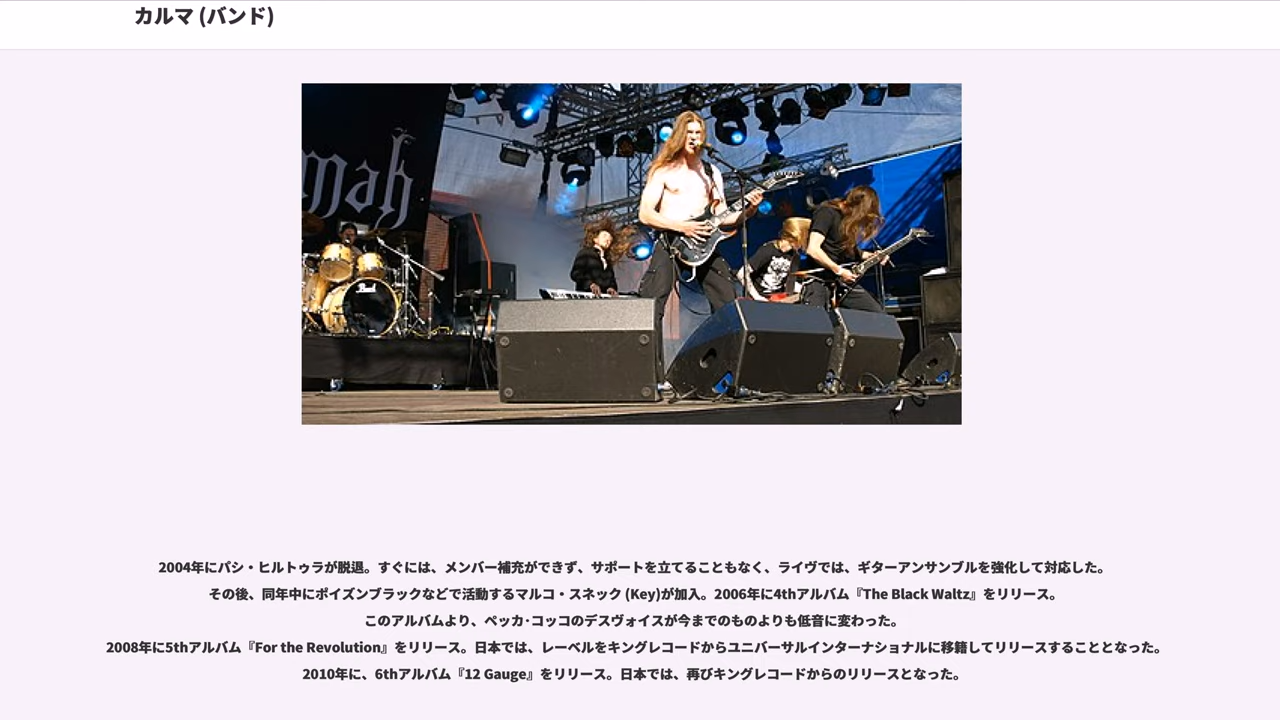 カルマ (バンド)
mah
Pearl
2004年にパシ・ヒルトゥラが脱退。すぐには、メンバー補充ができず、サポートを立てることもなく、ライヴでは、ギターアンサンブルを強化して対応した。
その後、同年中にポイズンブラックなどで活動するマルコ・スネック (Key)が加入。2006年に4thアルバム『The Black Waltz』をリリース。
このアルバムより、ペッカ·コッコのデスヴォイスが今までのものよりも低音に変わった。
2008年に5thアルバム『For the Revolution』をリリース。日本では、レーベルをキングレコードからユニバーサルインターナショナルに移籍してリリースすることとなった。
2010年に、6thアルバム『12 Gauge』をリリース。日本では、再びキングレコードからのリリースとなった。